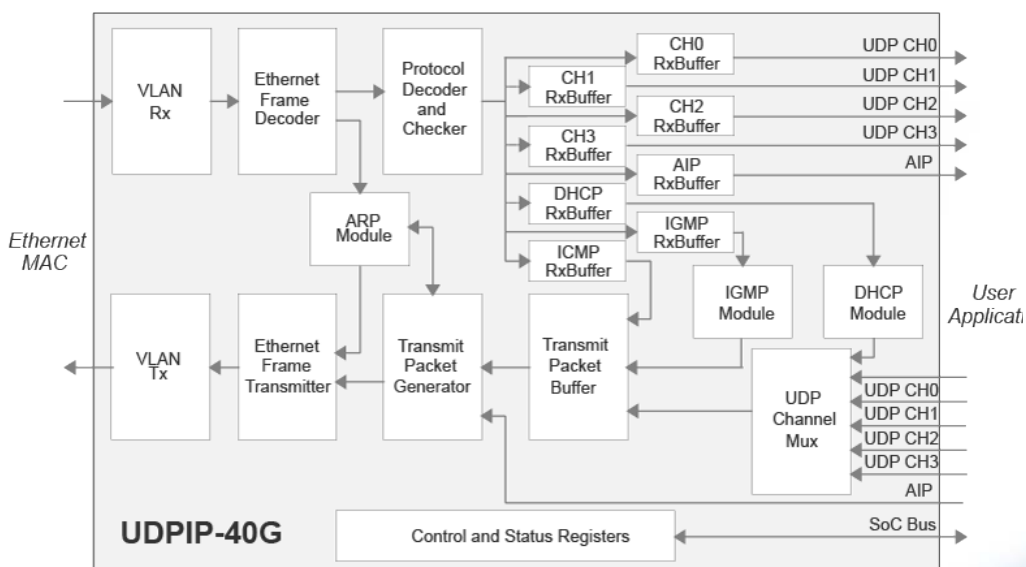 VLAN
Rx
Ethernet
Frame
Decoder
Protocol
Decoder
and
Checker
CH0
RxBuffer
CH1
RxBuffer
CH2
RxBuffer
CH3
RxBuffer
AIP
RxBuffer
DHCP
RxBuffer
IGMP
RxBuffer
ICMP
RxBuffer
UDP CH0
UDP CH1
UDP CH2
UDP CH3
AIP
ARP
Module
Ethernet
MAC
IGMP
Module
DHCP
Module
User
Applicati
VLAN
Tx
Ethernet
Frame
Transmitter
Transmit
Packet
Generator
Transmit
Packet
Buffer
UDP
Channel
Mux
UDP CH0
UDP CH1
UDP CH2
UDP CH3
AIP
SoC Bus
UDPIP-40G
Control and Status Registers